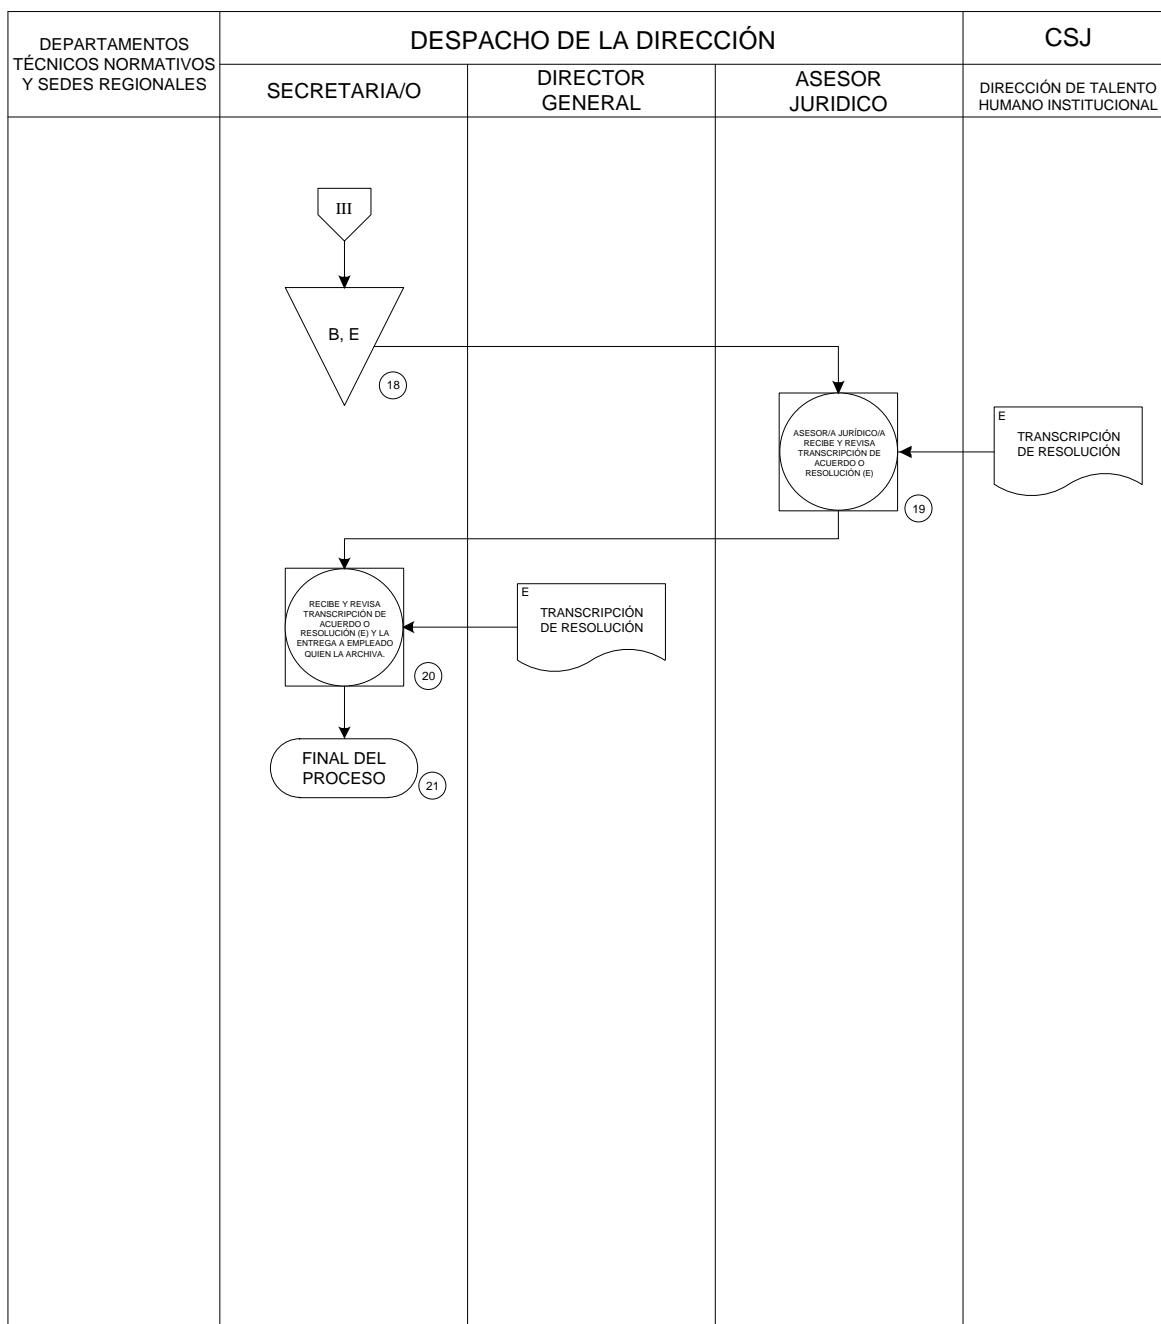 DEPARTAMENTOS
TÉCNICOS NORMATIVOS
Y SEDES REGIONALES
DESPACHO DE LA DIRECCIÓN
CSJ
SECRETARIA/O
DIRECTOR
GENERAL
ASESOR
JURIDICO
DIRECCIÓN DE TALENTO
HUMANO INSTITUCIONAL
III
B, E
18
ASESOR/A JURÍDICO/A
RECIBE Y REVISA
TRANSCRIPCIÓN DE
ACUERDO O
RESOLUCIÓN (E)
19
E
TRANSCRIPCIÓN
DE RESOLUCIÓN
RECIBE Y REVISA
TRANSCRIPCIÓN DE
ACUERDO O
RESOLUCIÓN (E) Y LA
ENTREGA A EMPLEADO
QUIEN LA ARCHIVA.
20
E
TRANSCRIPCIÓN
DE RESOLUCIÓN
FINAL DEL
PROCESO
21